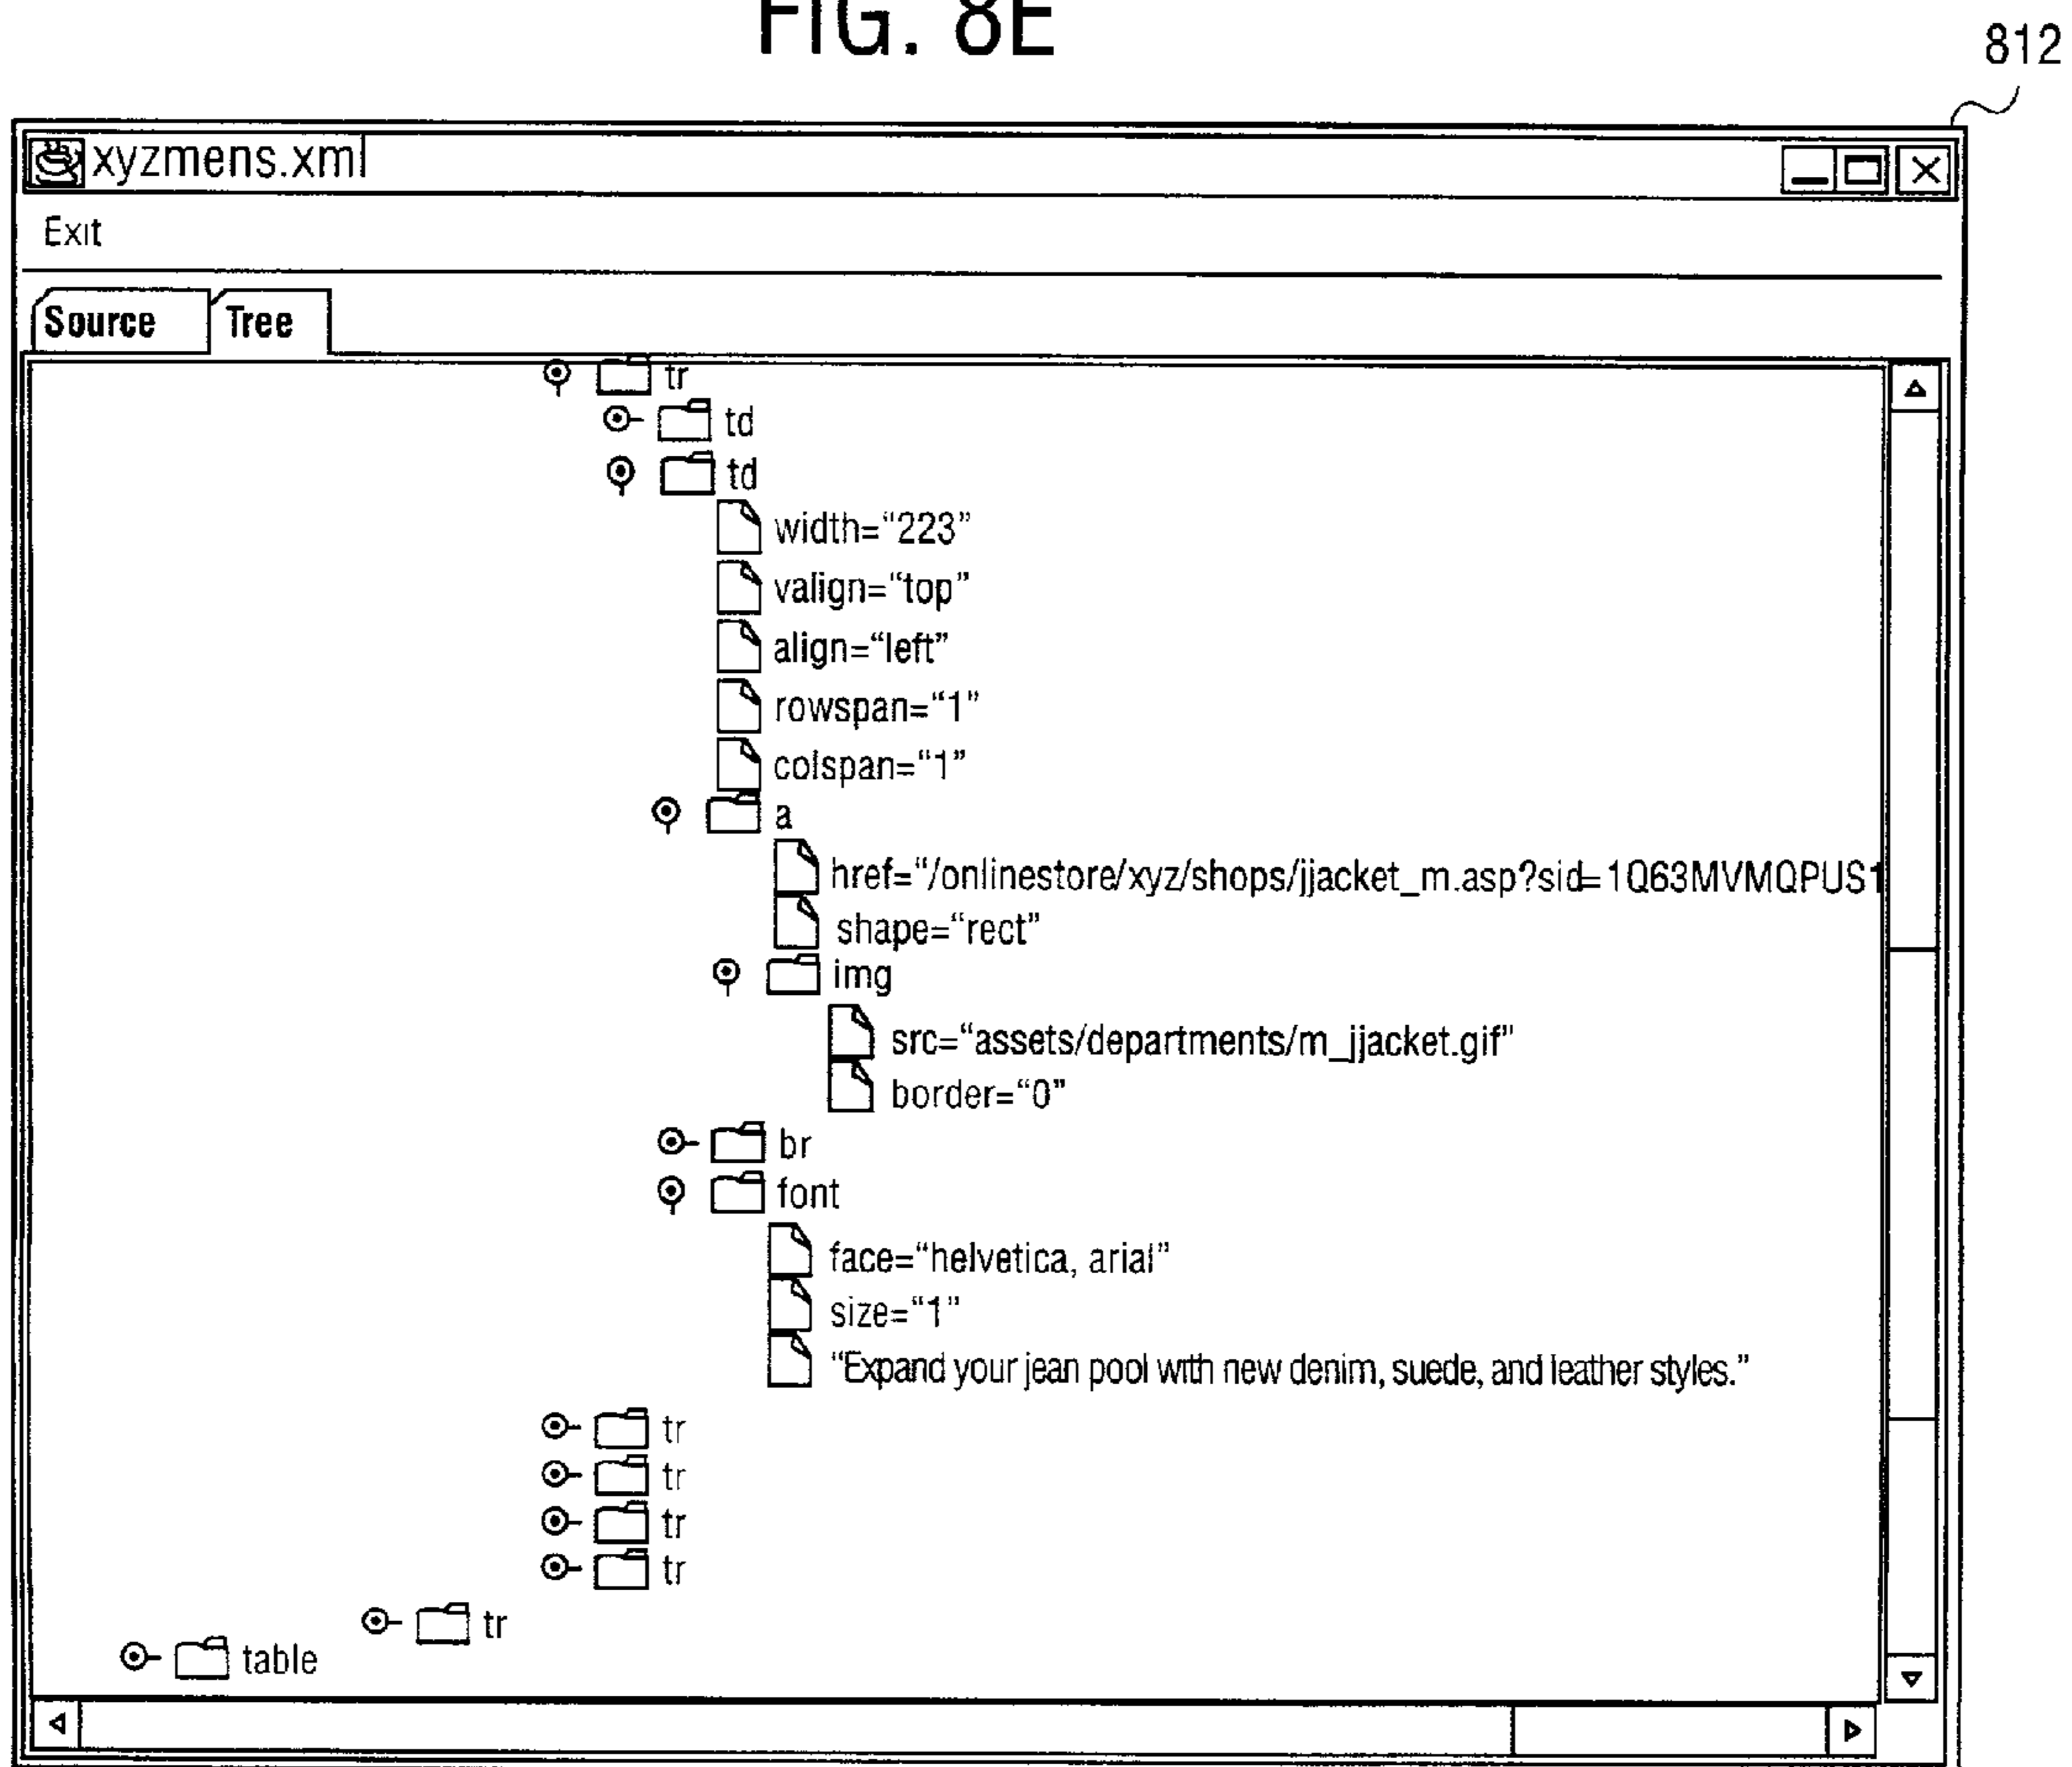 FIG. 8E
812
xyzmens.xml
Exit
Source Tree
tr
td
td
width=“223”
valign=“top”
align=“left”
rowspan=“1”
colspan=“1”
a
href=“/onlinestore/xyz/shops/jjacket_m.asp?sid=1Q63MVMQPUS1
shape=“rect”
img
src=“assets/departments/m_jjacket.gif”
border=“0”
br
font
face=“helvetica, arial”
size=“1”
“Expand your jean pool with new denim, suede, and leather styles.”
tr
tr
tr
tr
tr
table